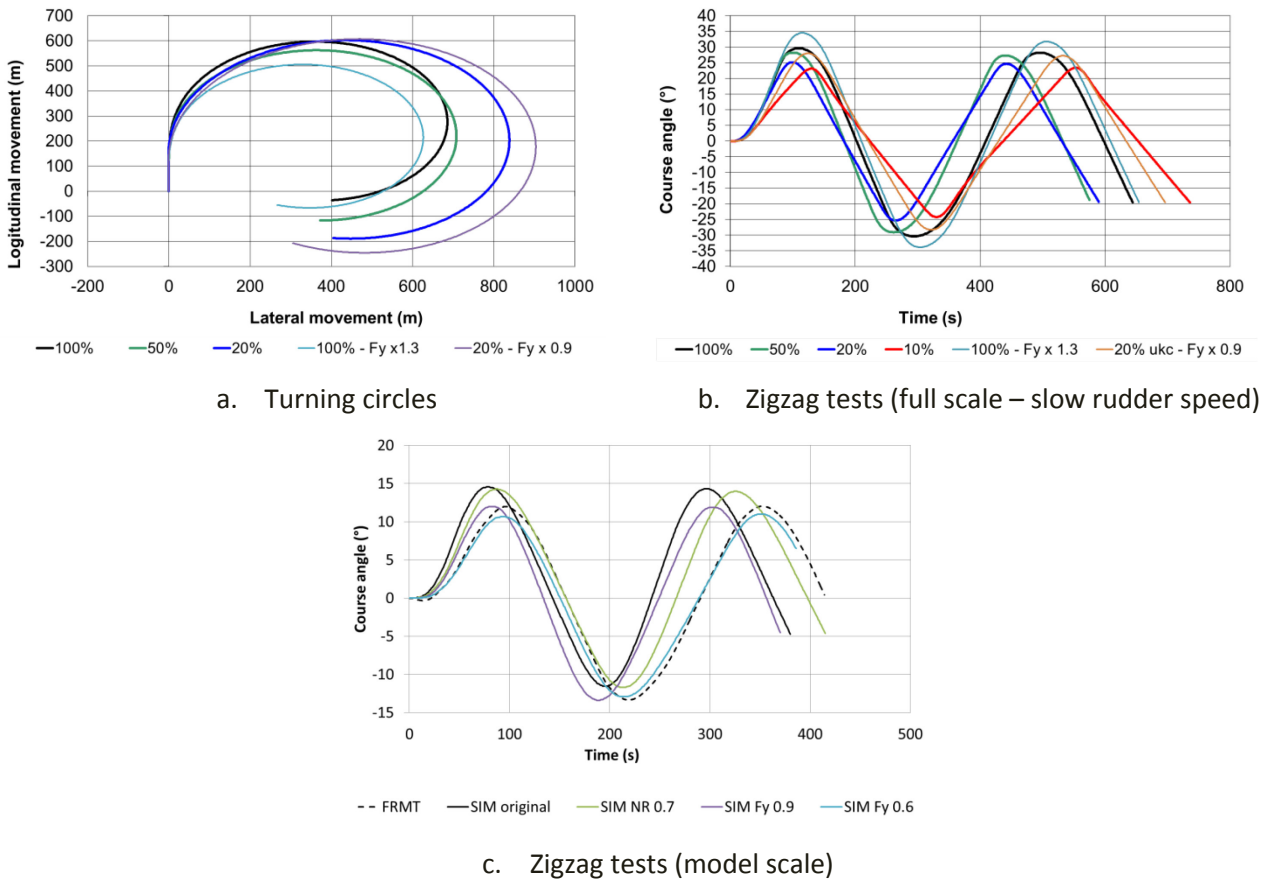 Logitudinal movement (m)
700
600
500
400
300
200
100
0
-100
-200
-300
-200 0 200 400 600 800 1000
Lateral movement (m)
100% 50% 20% 100% - Fy x1.3 20% - Fy x 0.9
a. Turning circles
Course angle (°)
40
35
30
25
20
15
10
5
0
-5
-10
-15
-20
-25
-30
-35
-40
0 200 400 600 800
Time (s)
100% 50% 20% 10% 100% - Fy x 1.3 20% ukc - Fy x 0.9
b. Zigzag tests (full scale – slow rudder speed)
Course angle (°)
20
15
10
5
0
-5
-10
-15
0 100 200 300 400 500
Time (s)
FRMT SIM original SIM NR 0.7 SIM Fy 0.9 SIM Fy 0.6
c. Zigzag tests (model scale)